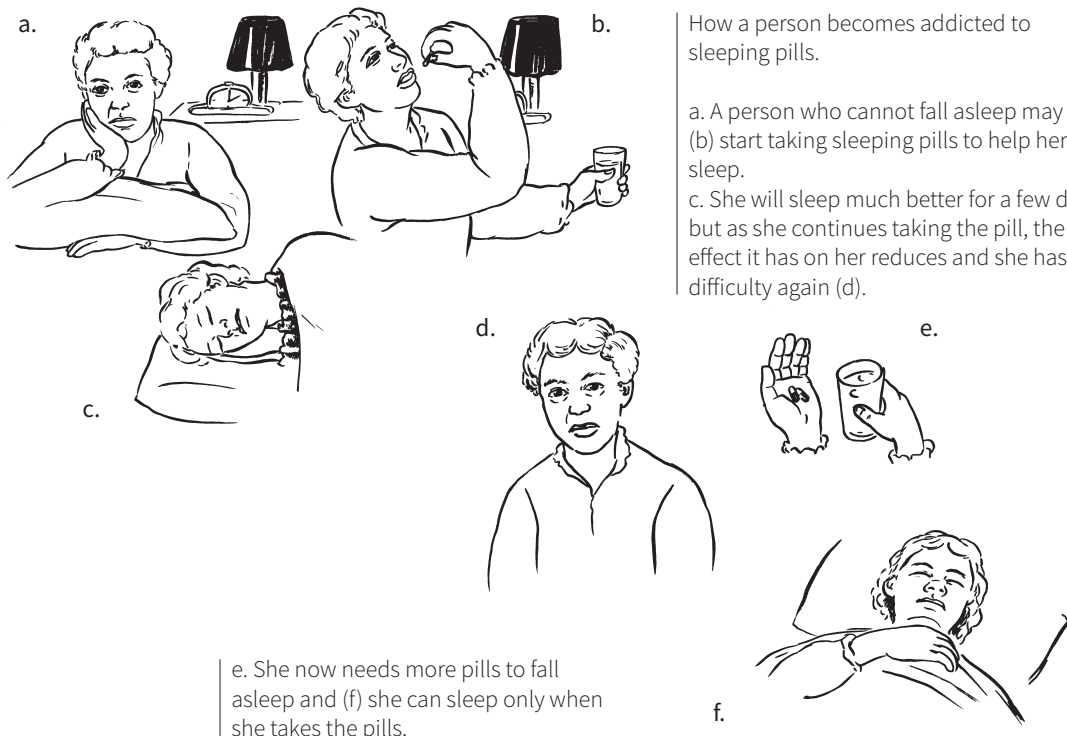 a.
b.
How a person becomes addicted to
sleeping pills.
a. A person who cannot fall asleep may
(b) start taking sleeping pills to help her
sleep.
c. She will sleep much better for a few d
but as she continues taking the pill, the
effect it has on her reduces and she has
difficulty again (d).
d.
e.
c.
e. She now needs more pills to fall
asleep and (f) she can sleep only when
she takes the pills.
f.